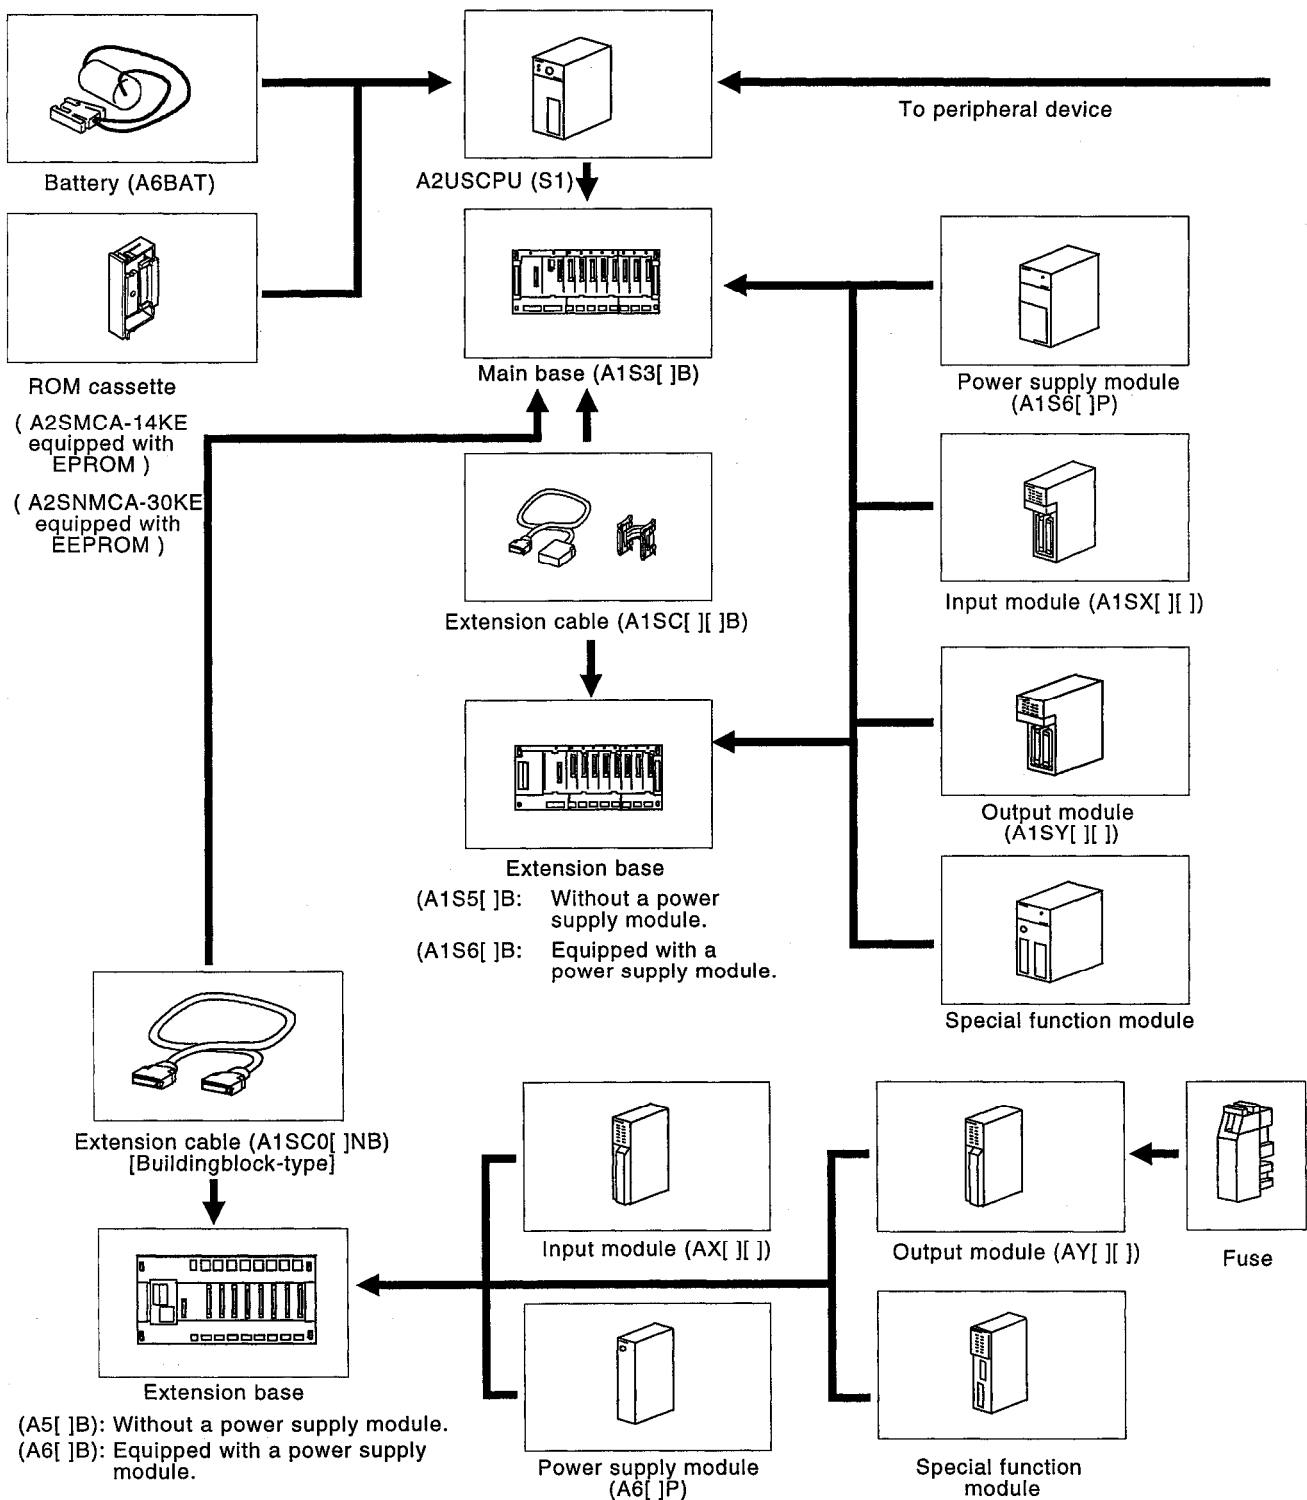 To peripheral device
Battery (A6BAT)
A2USCPU (S1)
ROM cassette
( A2SMCA-14KE
equipped with
EPROM )
( A2SNMCA-30KE
equipped with
EEPROM )
Main base (A1S3[ ]B)
Power supply module
(A1S6[ ]P)
Extension cable (A1SC[ ][ ]B)
Input module (A1SX[ ][ ])
Output module
(A1SY[ ][ ])
Extension base
(A1S5[ ]B: Without a power
supply module.
(A1S6[ ]B: Equipped with a
power supply module.
Special function module
Extension cable (A1SC0[ ]NB)
[Buildingblock-type]
Input module (AX[ ][ ])
Output module (AY[ ][ ])
Fuse
Extension base
(A5[ ]B): Without a power supply module.
(A6[ ]B): Equipped with a power supply
module.
Power supply module
(A6[ ]P)
Special function
module